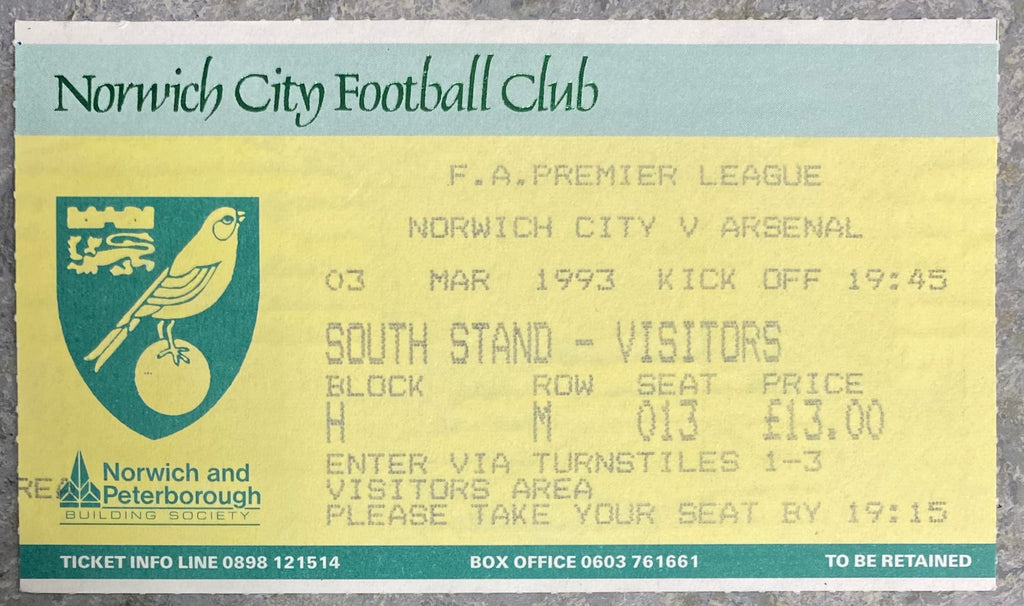 Norwich City Football Club
F.A.PREMIER LEAGUE
NORWICH CITY V ARSENAL
03 MAR 1993 KICK OFF 19:45
SOUTH STAND - VISITORS
BLOCK ROW SEAT PRICE
H M 013 £13.00
ENTER VIA TURNSTILES 1-3
VISITORS AREA
PLEASE TAKE YOUR SEAT BY 19:15
REA
Norwich and
Peterborough
BUILDING SOCIETY
TICKET INFO LINE 0898 121514 BOX OFFICE 0603 761661 TO BE RETAINED